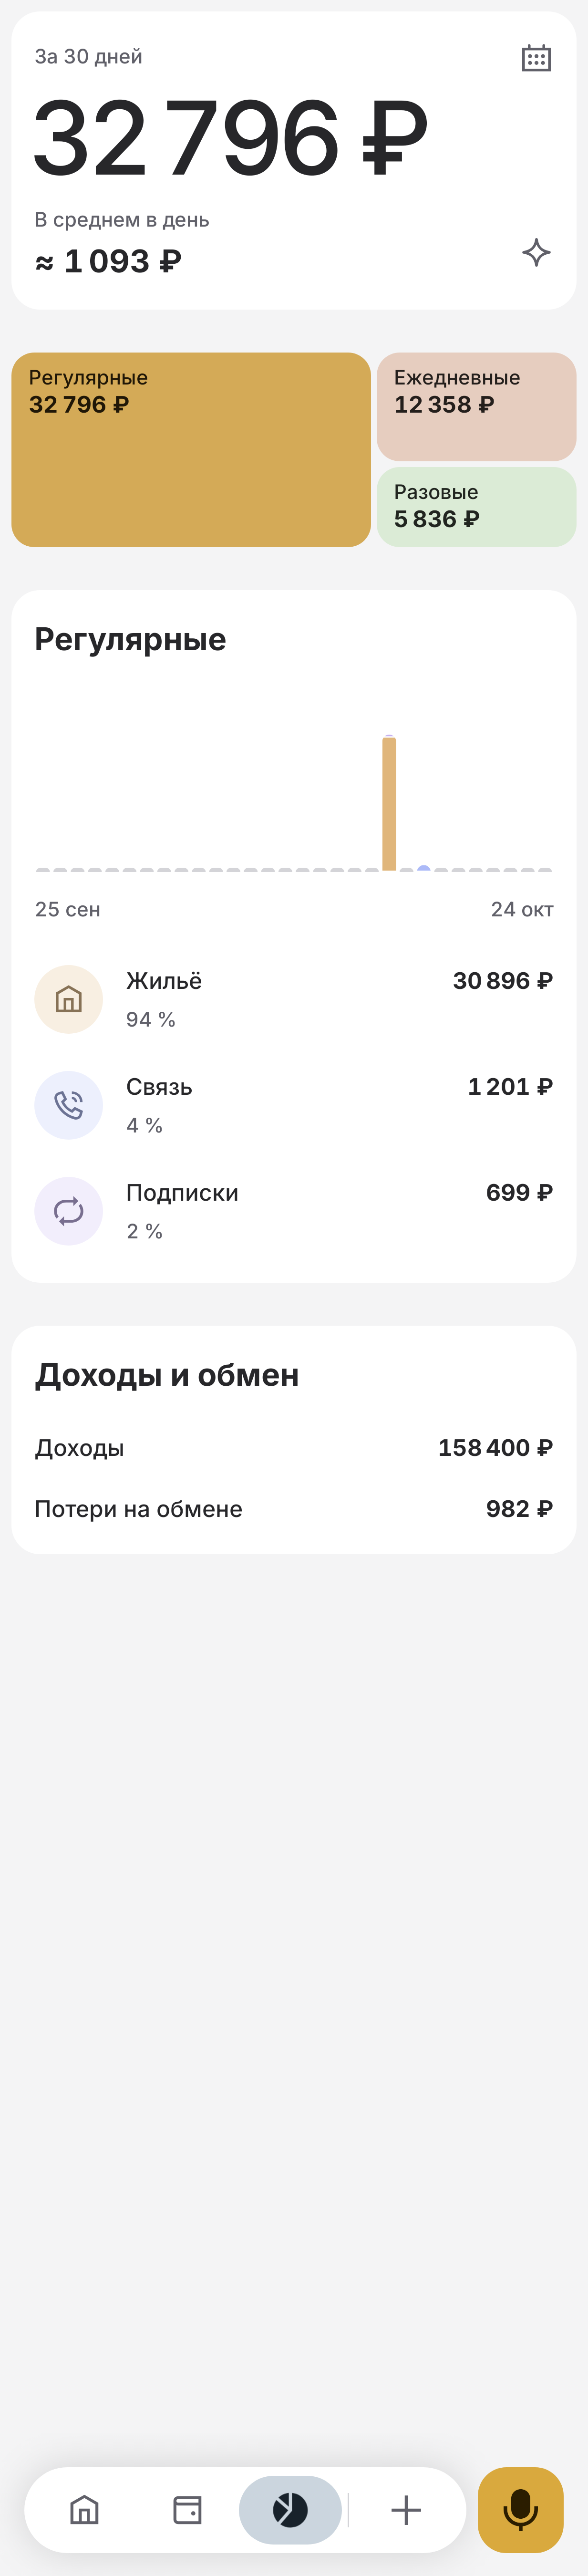 За 30 дней
32 796 ₽
В среднем в день
≈ 1 093 ₽
Регулярные
32 796 ₽
Ежедневные
12 358 ₽
Разовые
5 836 ₽
Регулярные
25 сен
24 окт
Жильё
30 896 ₽
94 %
Связь
1 201 ₽
4 %
Подписки
699 ₽
2 %
Доходы и обмен
Доходы
158 400 ₽
Потери на обмене
982 ₽